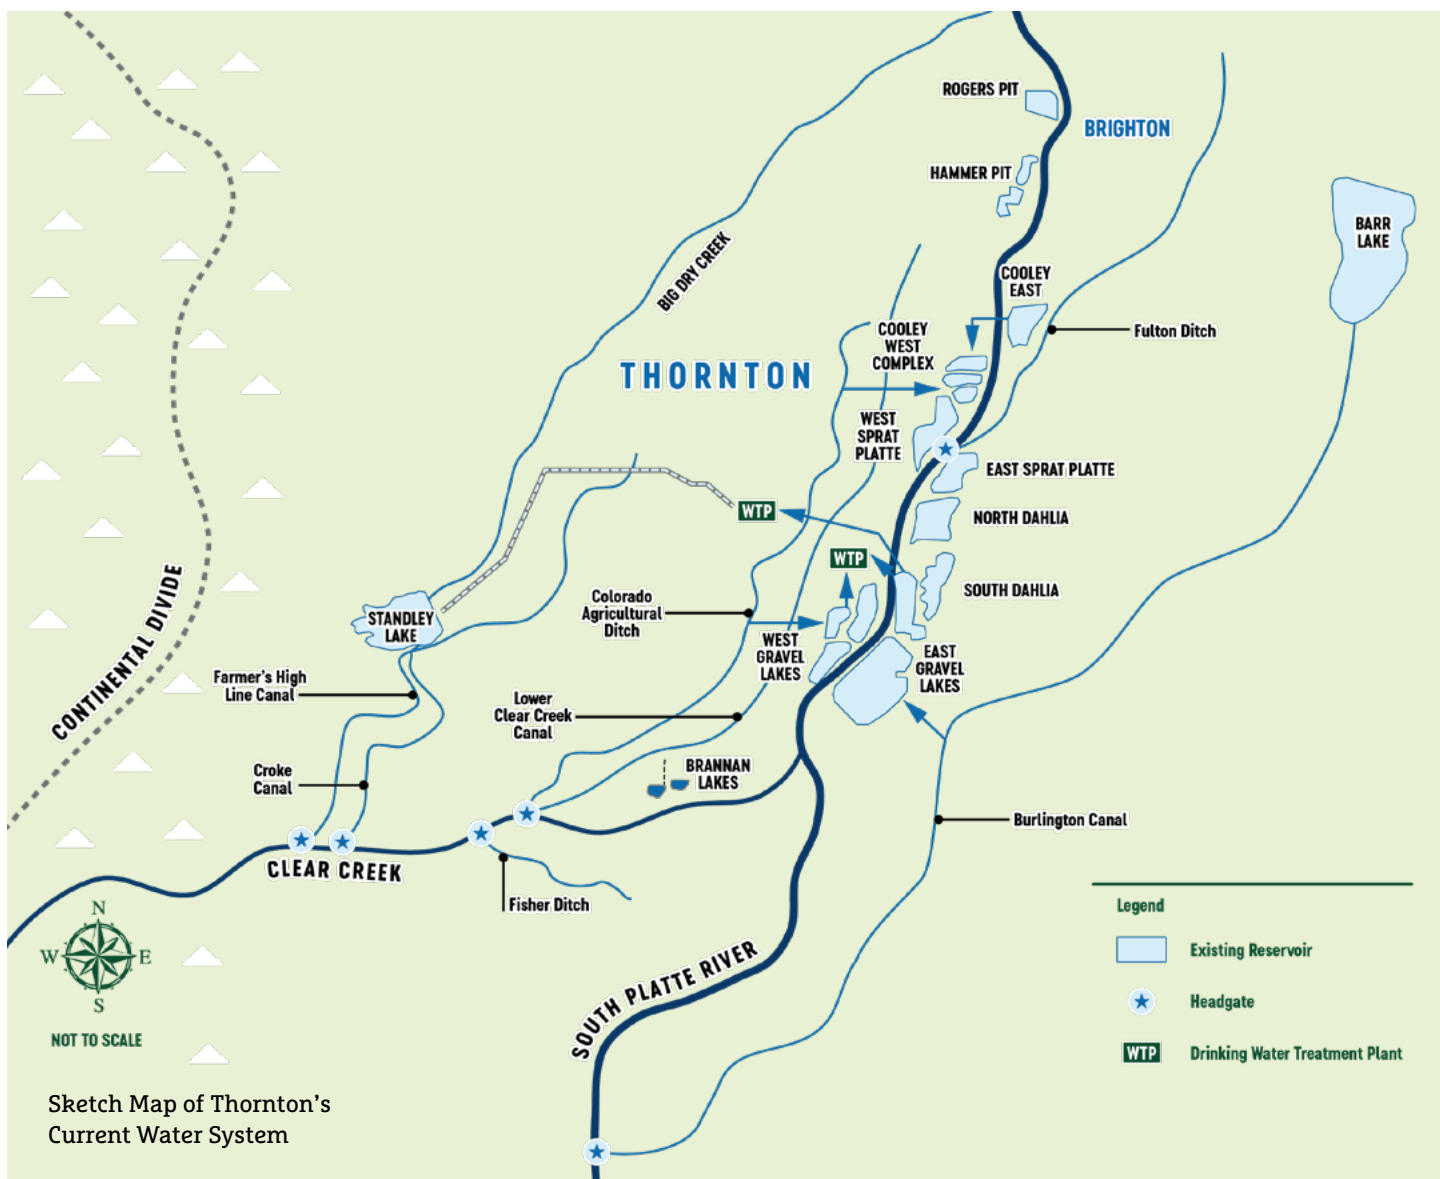 ROGERS PIT
BRIGHTON
HAMMER PIT
BARR
LAKE
BIG DRY CREEK
COOLEY
EAST
Fulton Ditch
COOLEY
WEST
COMPLEX
THORNTON
WEST
SPRAT
PLATTE
EAST SPRAT PLATTE
WTP
NORTH DAHLIA
WTP
SOUTH DAHLIA
CONTINENTAL DIVIDE
STANDLEY
LAKE
Colorado
Agricultural
Ditch
WEST
GRAVEL
LAKES
EAST
GRAVEL
LAKES
Farmer's High
Line Canal
Lower
Clear Creek
Canal
Croke
Canal
BRANNAN
LAKES
Burlington Canal
CLEAR CREEK
Fisher Ditch
SOUTH PLATTE RIVER
N
W
E
S
NOT TO SCALE
Legend
Existing Reservoir
Headgate
WTP
Drinking Water Treatment Plant
Sketch Map of Thornton's
Current Water System